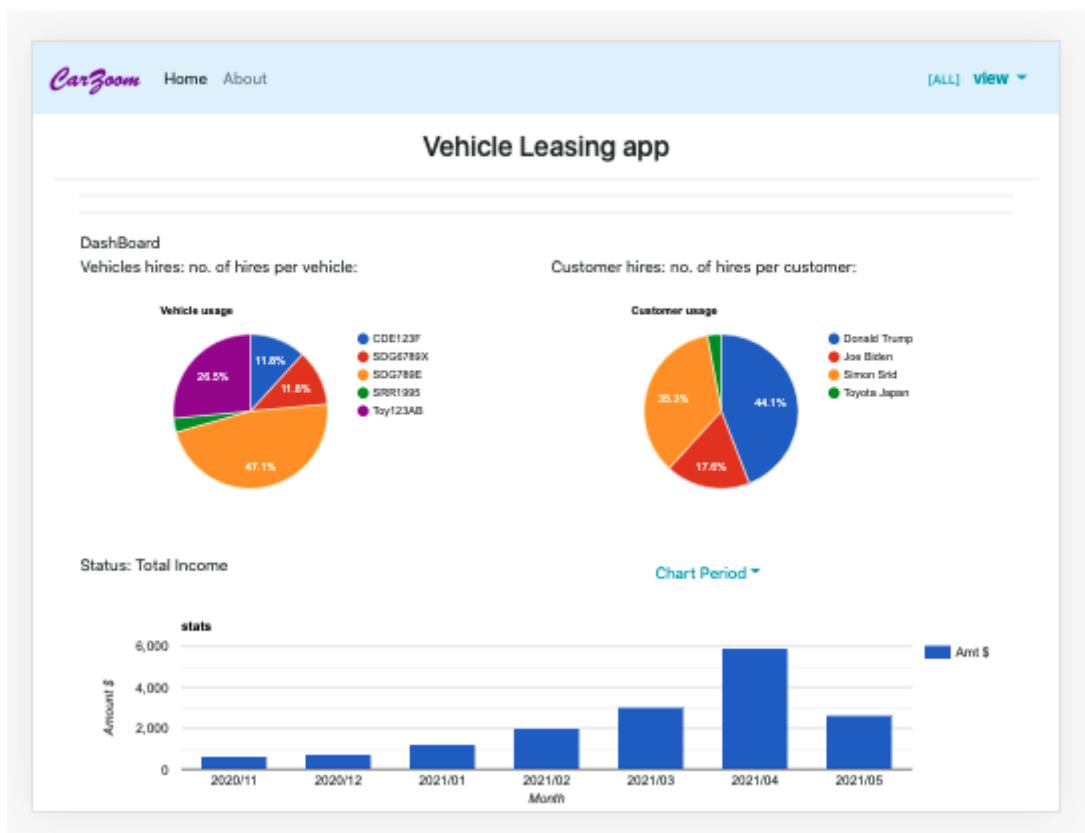 CarZoom Home About [ALL] view
Vehicle Leasing app
DashBoard
Vehicles hires: no. of hires per vehicle:
Customer hires: no. of hires per customer:
Vehicle usage
11.8%
11.8%
47.1%
26.5%
CDE123F
SDG6789X
SDG789E
SRR1995
Toy123AB
Customer usage
44.1%
17.6%
35.3%
Donald Trump
Joe Biden
Simon Srid
Toyota Japan
Status: Total Income
Chart Period
stats
Amount $
6,000
4,000
2,000
0
Amt $
2020/11 2020/12 2021/01 2021/02 2021/03 2021/04 2021/05
Month